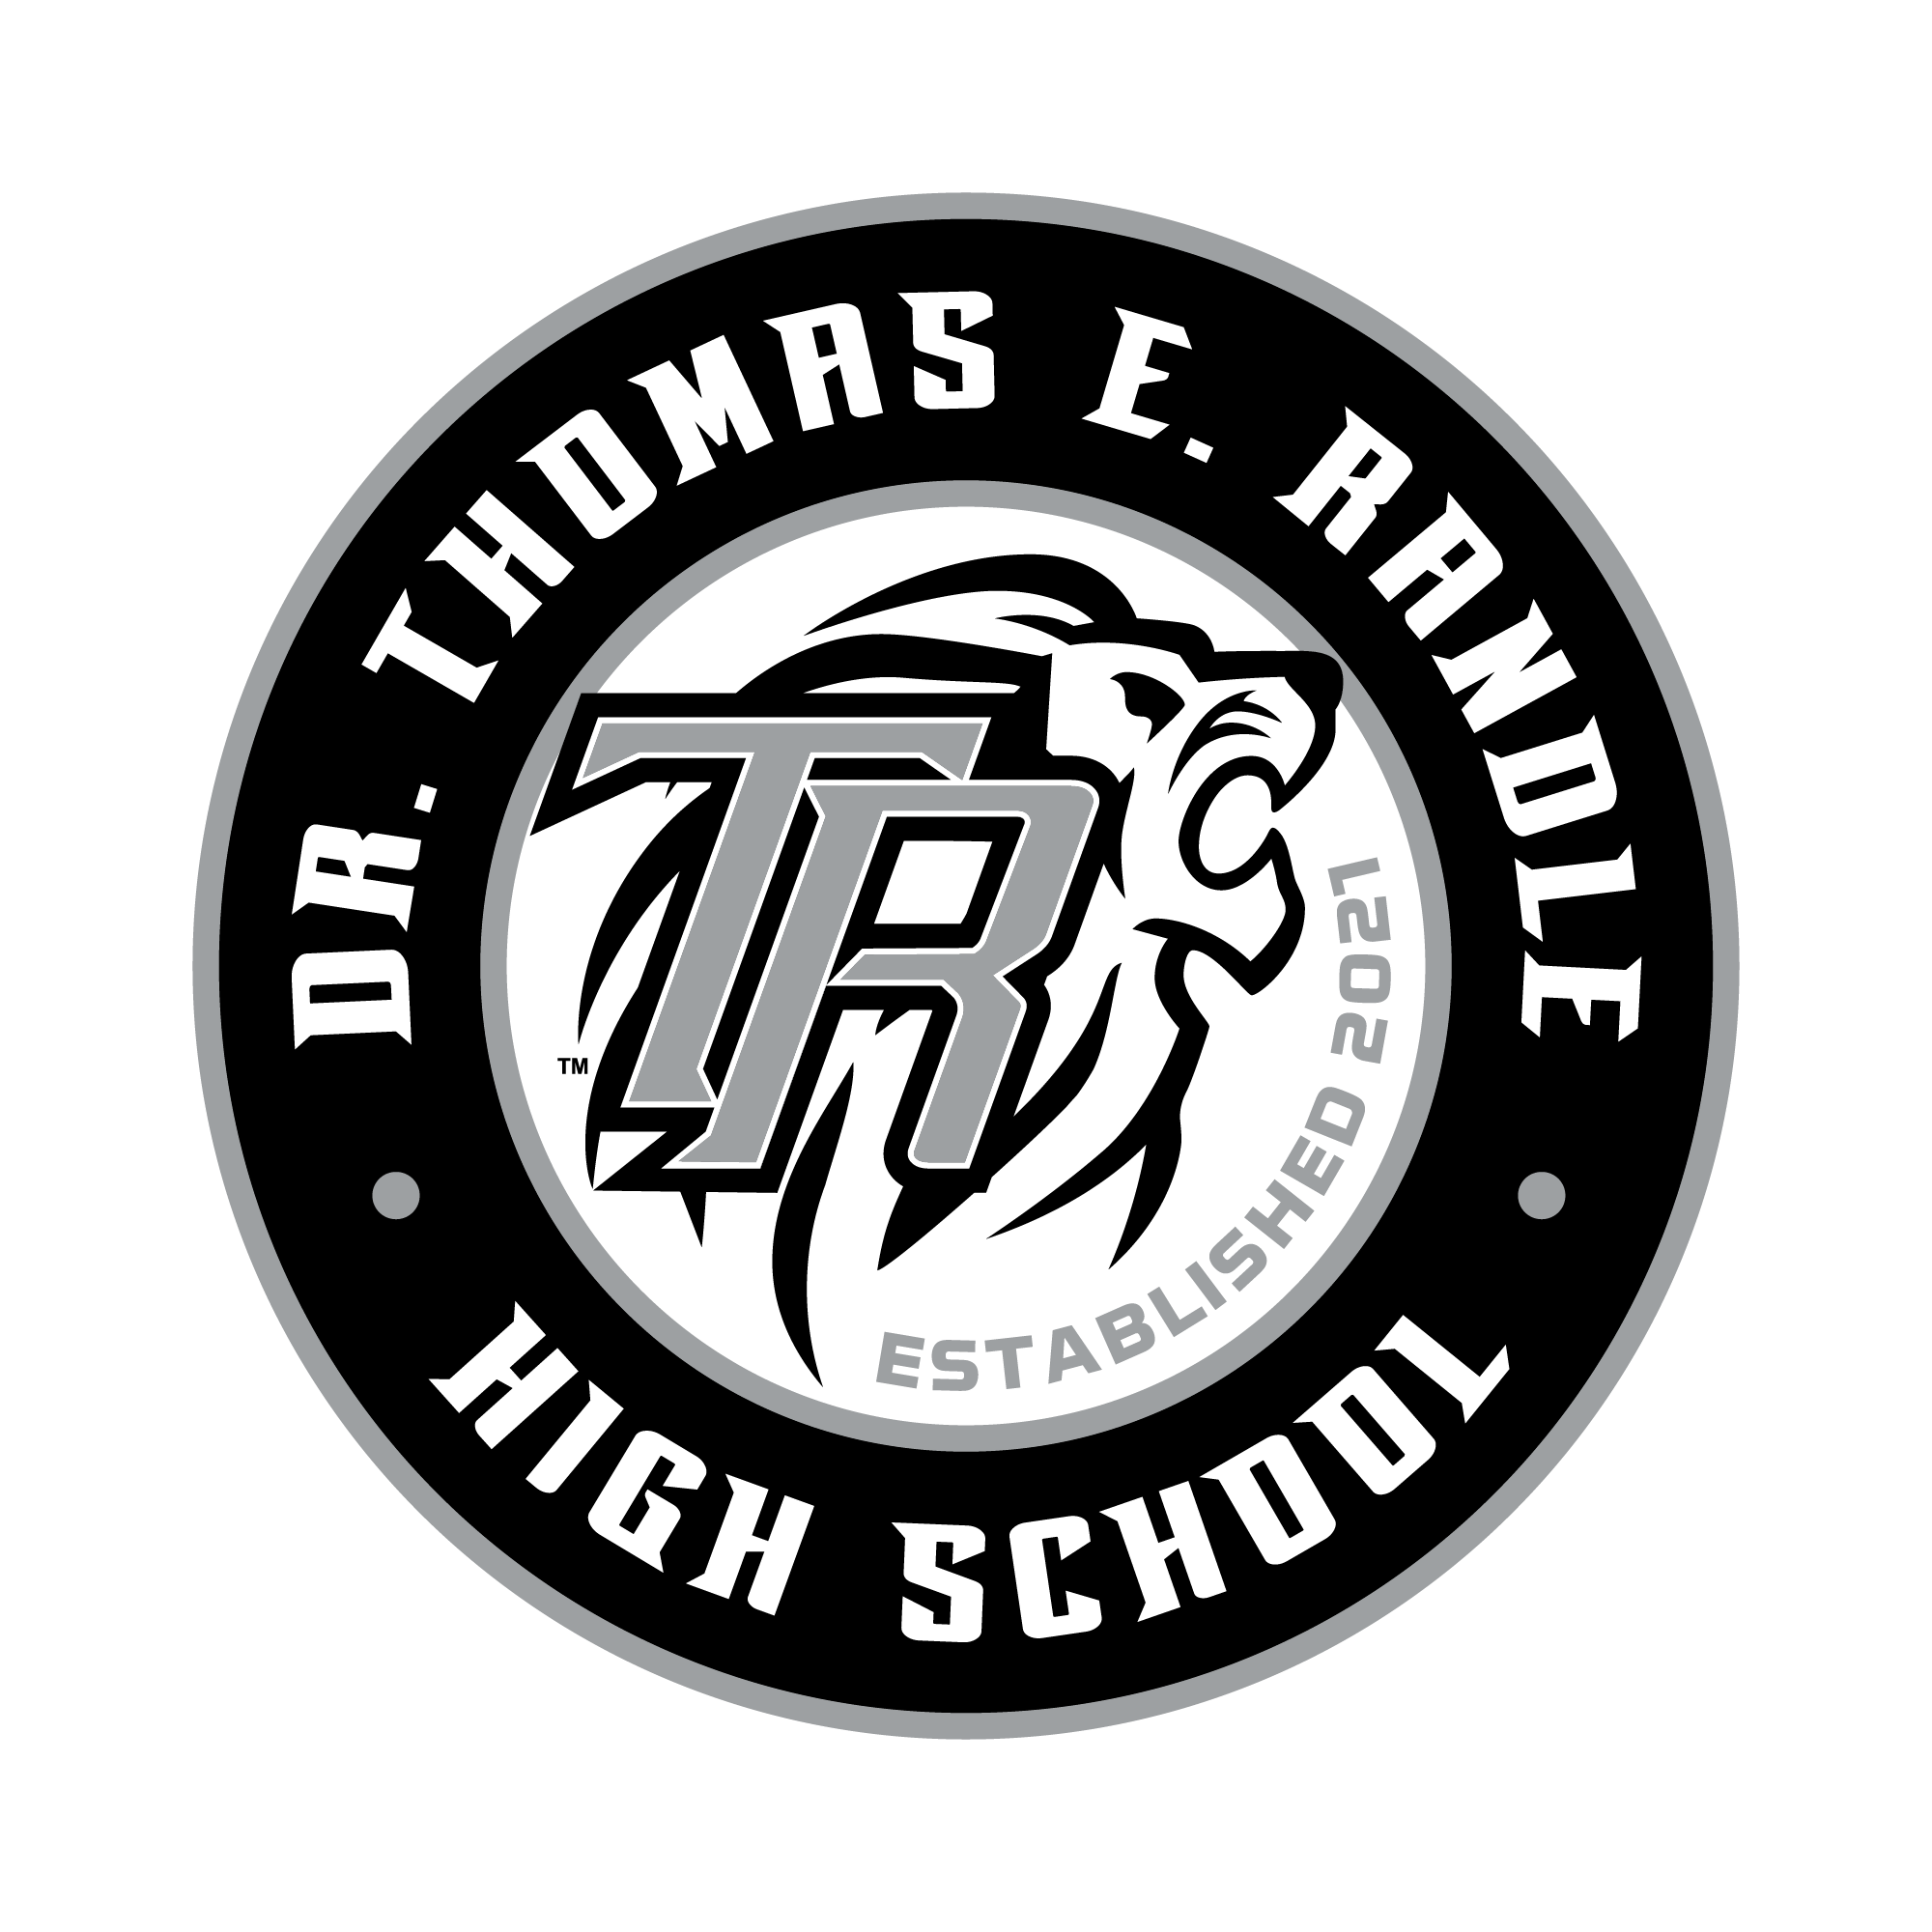 DR. THOMAS E. RANDLE
TR
TM
ESTABLISHED 2021
HIGH SCHOOL